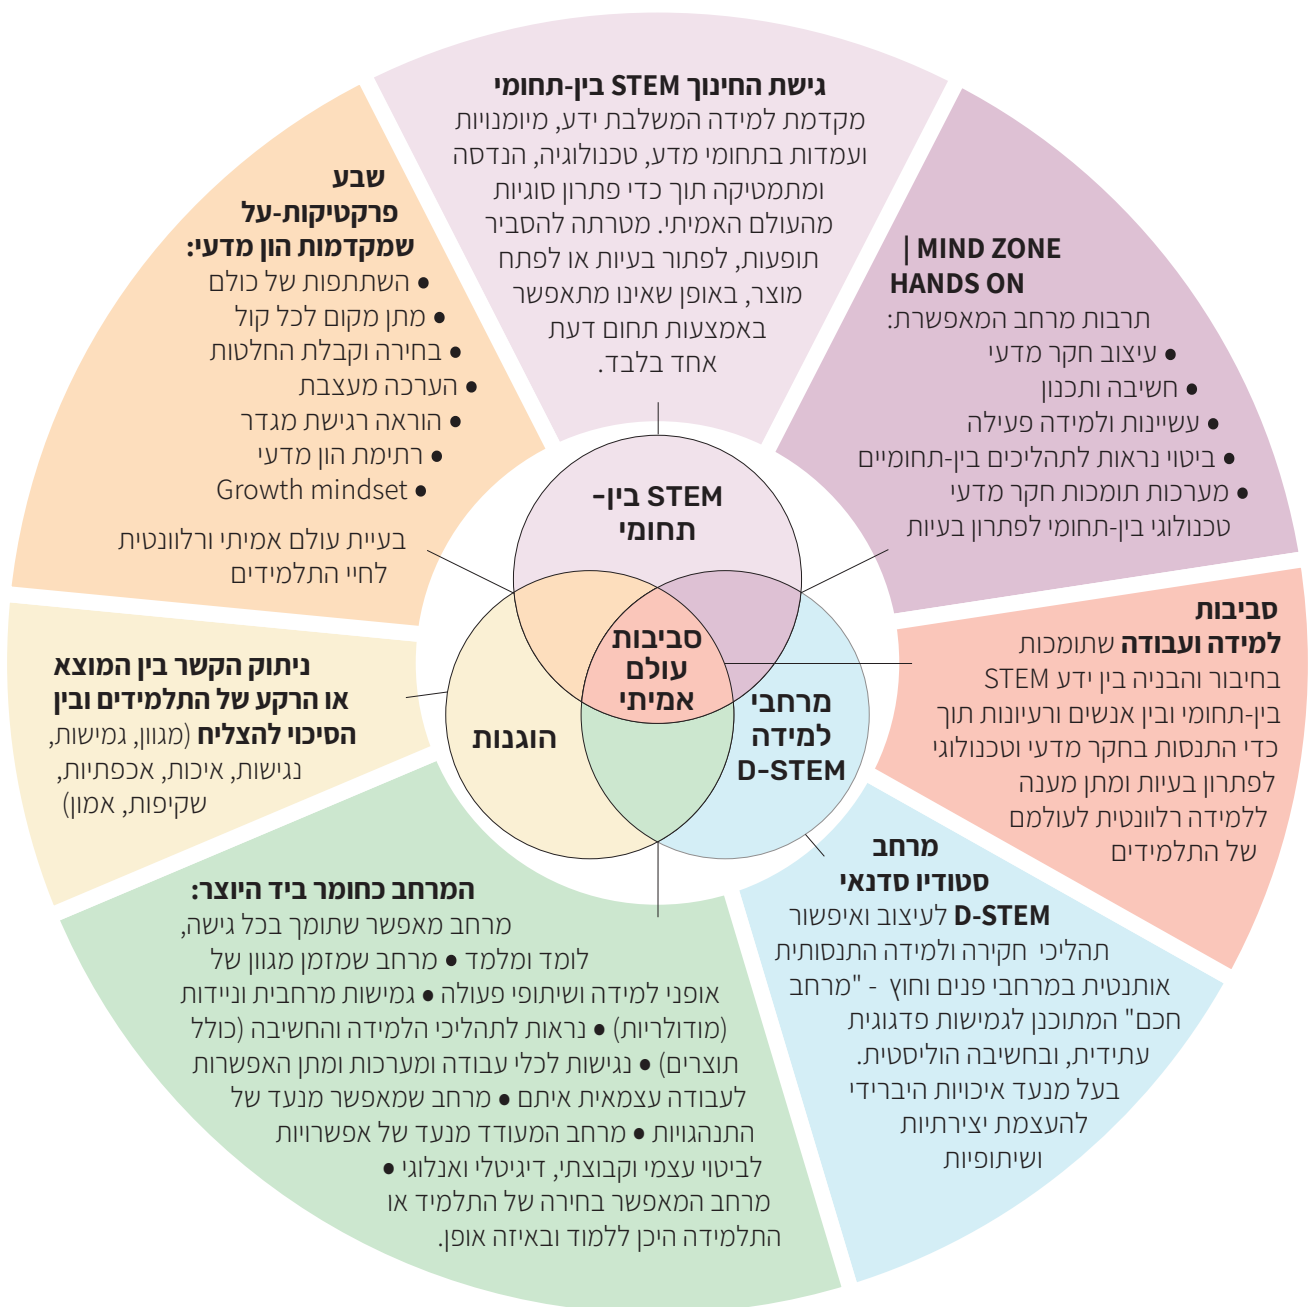 גישת החינוך STEM בין-תחומי
מקדמת למידה המשלבת ידע, מיומנויות
ועמדות בתחומי מדע, טכנולוגיה, הנדסה
ומתמטיקה תוך כדי פתרון סוגיות
מהעולם האמיתי. מטרתה להסביר
תופעות, לפתור בעיות או לפתח
מוצר, באופן שאינו מתאפשר
באמצעות תחום דעת
אחד בלבד.
MIND ZONE |
HANDS ON
תרבות מרחב המאפשרת:
● עיצוב חקר מדעי
● חשיבה ותכנון
● עשיינות ולמידה פעילה
● ביטוי נראות לתהליכים בין-תחומיים
● מערכות תומכות חקר מדעי
טכנולוגי בין-תחומי לפתרון בעיות
סביבות
למידה ועבודה שתומכות
בחיבור והבניה בין ידע STEM
בין-תחומי ובין אנשים ורעיונות תוך
כדי התנסות בחקר מדעי וטכנולוגי
לפתרון בעיות ומתן מענה
ללמידה רלוונטית לעולמם
של התלמידים
מרחב
סטודיו סדנאי
D-STEM לעיצוב ואיפשור
תהליכי חקירה ולמידה התנסותית
אותנטית במרחבי פנים וחוץ - "מרחב
חכם" המתוכנן לגמישות פדגוגית
עתידית, ובחשיבה הוליסטית.
בעל מנעד איכויות היברידי
להעצמת יצירתיות
ושיתופיות
המרחב כחומר ביד היוצר:
מרחב מאפשר שתומך בכל גישה,
לומד ומלמד ● מרחב שמזמן מגוון של
אופני למידה ושיתופי פעולה ● גמישות מרחבית וניידות
(מודולריות) ● נראות לתהליכי הלמידה והחשיבה (כולל
תוצרים) ● נגישות לכלי עבודה ומערכות ומתן האפשרות
לעבודה עצמאית איתם ● מרחב שמאפשר מנעד של
התנהגויות ● מרחב המעודד מנעד של אפשרויות
לביטוי עצמי וקבוצתי, דיגיטלי ואנלוגי ●
מרחב המאפשר בחירה של התלמיד או
התלמידה היכן ללמוד ובאיזה אופן.
ניתוק הקשר בין המוצא
או הרקע של התלמידים ובין
הסיכוי להצליח (מגוון, גמישות,
נגישות, איכות, אכפתיות,
שקיפות, אמון)
שבע
פרקטיקות-על
שמקדמות הון מדעי:
● השתתפות של כולם
● מתן מקום לכל קול
● בחירה וקבלת החלטות
● הערכה מעצבת
● הוראה רגישת מגדר
● רתימת הון מדעי
● Growth mindset
בעיית עולם אמיתי ורלוונטית
לחיי התלמידים
STEM בין-
תחומי
סביבות
עולם
אמיתי
מרחבי
למידה
D-STEM
הוגנות